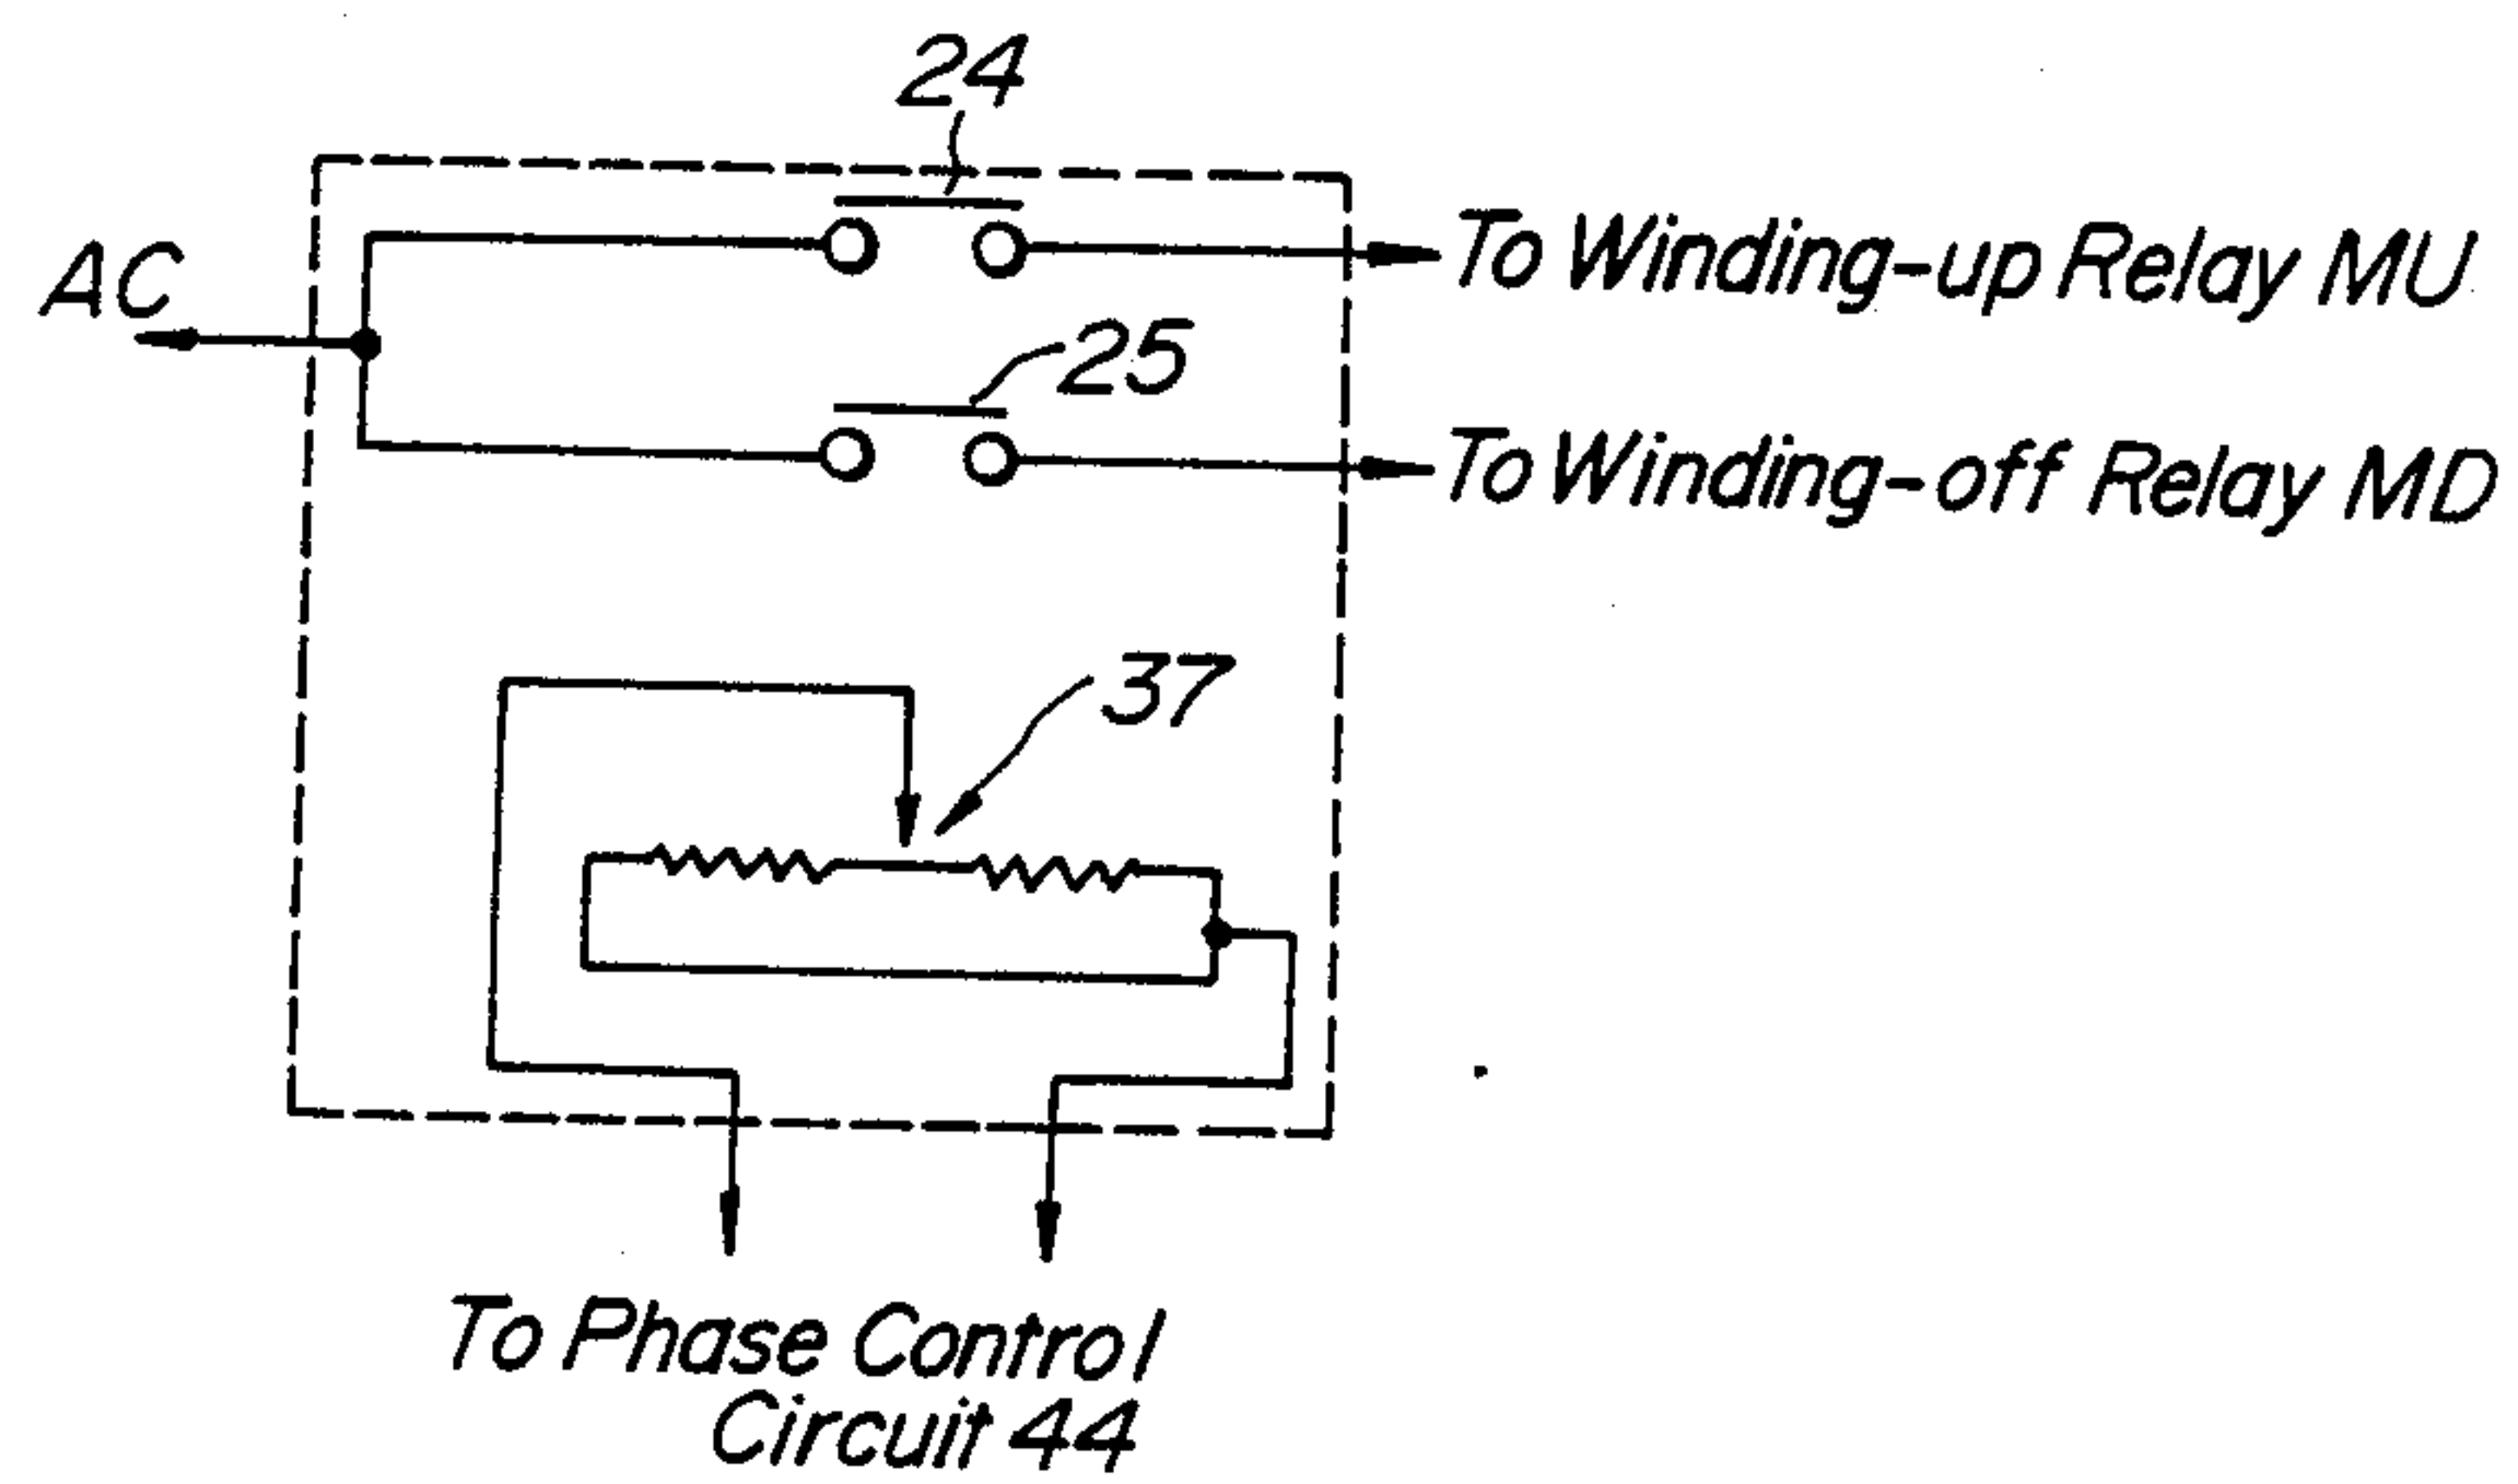 24
AC
To Winding-up Relay MU
25
To Winding-off Relay MD
37
To Phase Control
Circuit 44